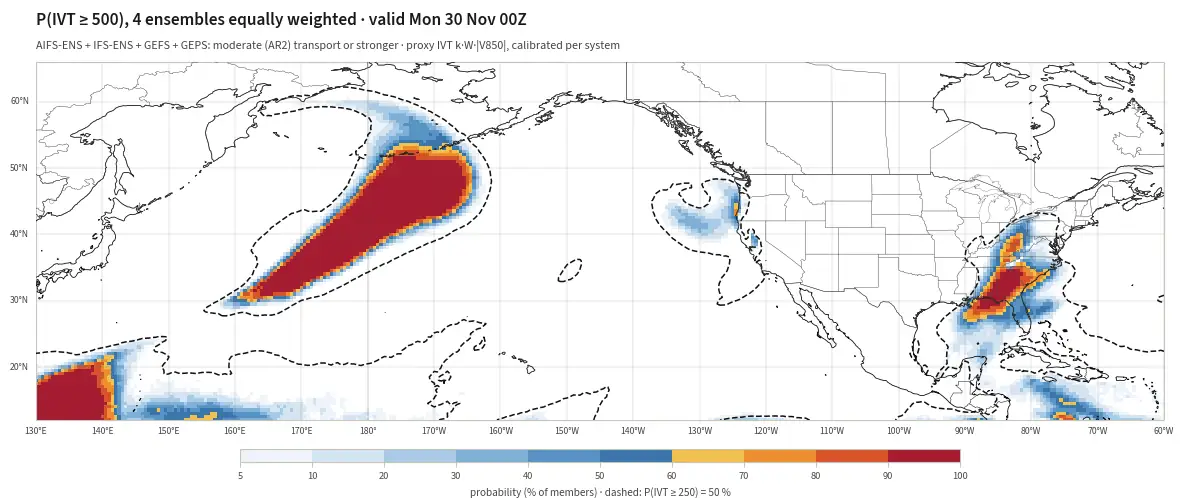 P(IVT ≥ 500), 4 ensembles equally weighted · valid Mon 30 Nov 00Z
AIFS-ENS + IFS-ENS + GEFS + GEPS: moderate (AR2) transport or stronger · proxy IVT k·W·|V850|, calibrated per system
60°N
50°N
40°N
30°N
20°N
130°E 140°E 150°E 160°E 170°E 180°W 170°W 160°W 150°W 140°W 130°W 120°W 110°W 100°W 90°W 80°W 70°W 60°W
5 10 20 30 40 50 60 70 80 90 100
probability (% of members) · dashed: P(IVT ≥ 250) = 50 %